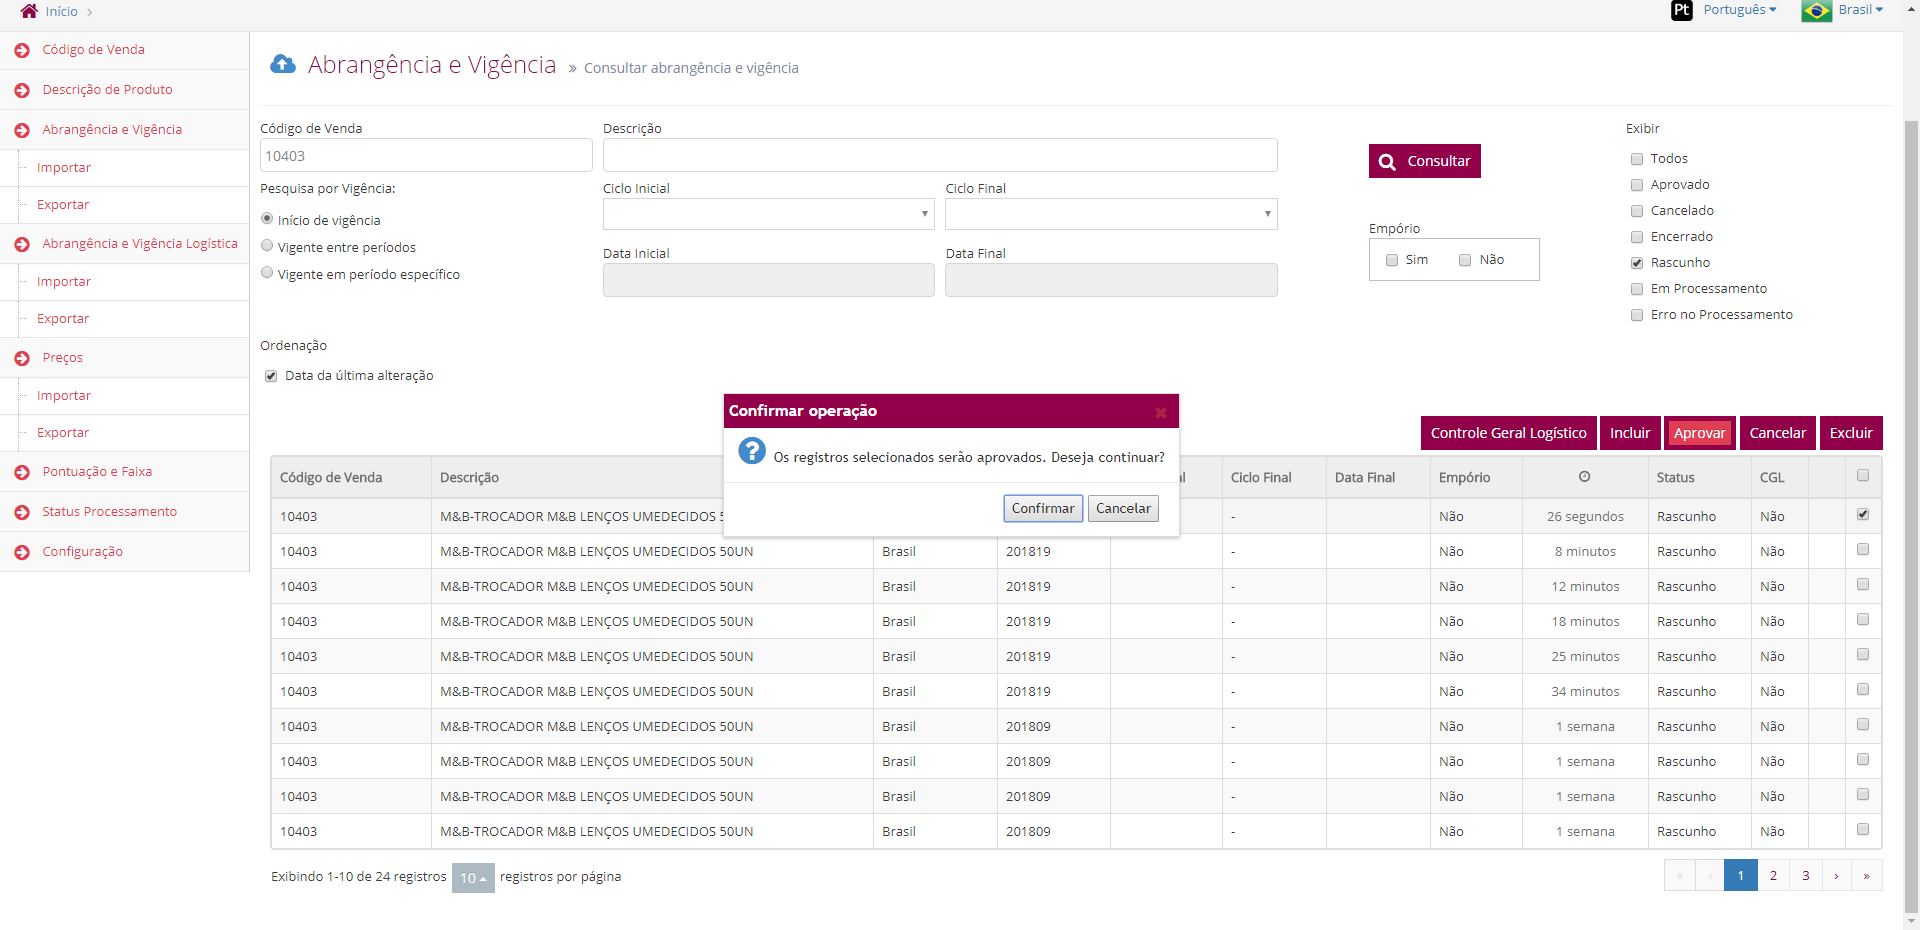 Início
Pt Português
Brasil
Código de Venda
Descrição de Produto
Abrangência e Vigência
Importar
Exportar
Abrangência e Vigência Logística
Importar
Exportar
Preços
Importar
Exportar
Pontuação e Faixa
Status Processamento
Configuração
Abrangência e Vigência » Consultar abrangência e vigência
Código de Venda
10403
Descrição
Pesquisa por Vigência:
Início de vigência
Vigente entre períodos
Vigente em período específico
Ciclo Inicial
Ciclo Final
Data Inicial
Data Final
Consultar
Empório
Sim Não
Exibir
Todos
Aprovado
Cancelado
Encerrado
Rascunho
Em Processamento
Erro no Processamento
Ordenação
Data da última alteração
Controle Geral Logístico Incluir Aprovar Cancelar Excluir
Confirmar operação
Os registros selecionados serão aprovados. Deseja continuar?
Confirmar Cancelar
Código de Venda Descrição Ciclo Final Data Final Empório Status CGL
10403 M&B-TROCADOR M&B LENÇOS UMEDECIDOS - Não 26 segundos Rascunho Não
10403 M&B-TROCADOR M&B LENÇOS UMEDECIDOS 50UN Brasil 201819 - Não 8 minutos Rascunho Não
10403 M&B-TROCADOR M&B LENÇOS UMEDECIDOS 50UN Brasil 201819 - Não 12 minutos Rascunho Não
10403 M&B-TROCADOR M&B LENÇOS UMEDECIDOS 50UN Brasil 201819 - Não 18 minutos Rascunho Não
10403 M&B-TROCADOR M&B LENÇOS UMEDECIDOS 50UN Brasil 201819 - Não 25 minutos Rascunho Não
10403 M&B-TROCADOR M&B LENÇOS UMEDECIDOS 50UN Brasil 201819 - Não 34 minutos Rascunho Não
10403 M&B-TROCADOR M&B LENÇOS UMEDECIDOS 50UN Brasil 201809 - Não 1 semana Rascunho Não
10403 M&B-TROCADOR M&B LENÇOS UMEDECIDOS 50UN Brasil 201809 - Não 1 semana Rascunho Não
10403 M&B-TROCADOR M&B LENÇOS UMEDECIDOS 50UN Brasil 201809 - Não 1 semana Rascunho Não
10403 M&B-TROCADOR M&B LENÇOS UMEDECIDOS 50UN Brasil 201809 - Não 1 semana Rascunho Não
Exibindo 1-10 de 24 registros 10 registros por página
« ‹ 1 2 3 › »